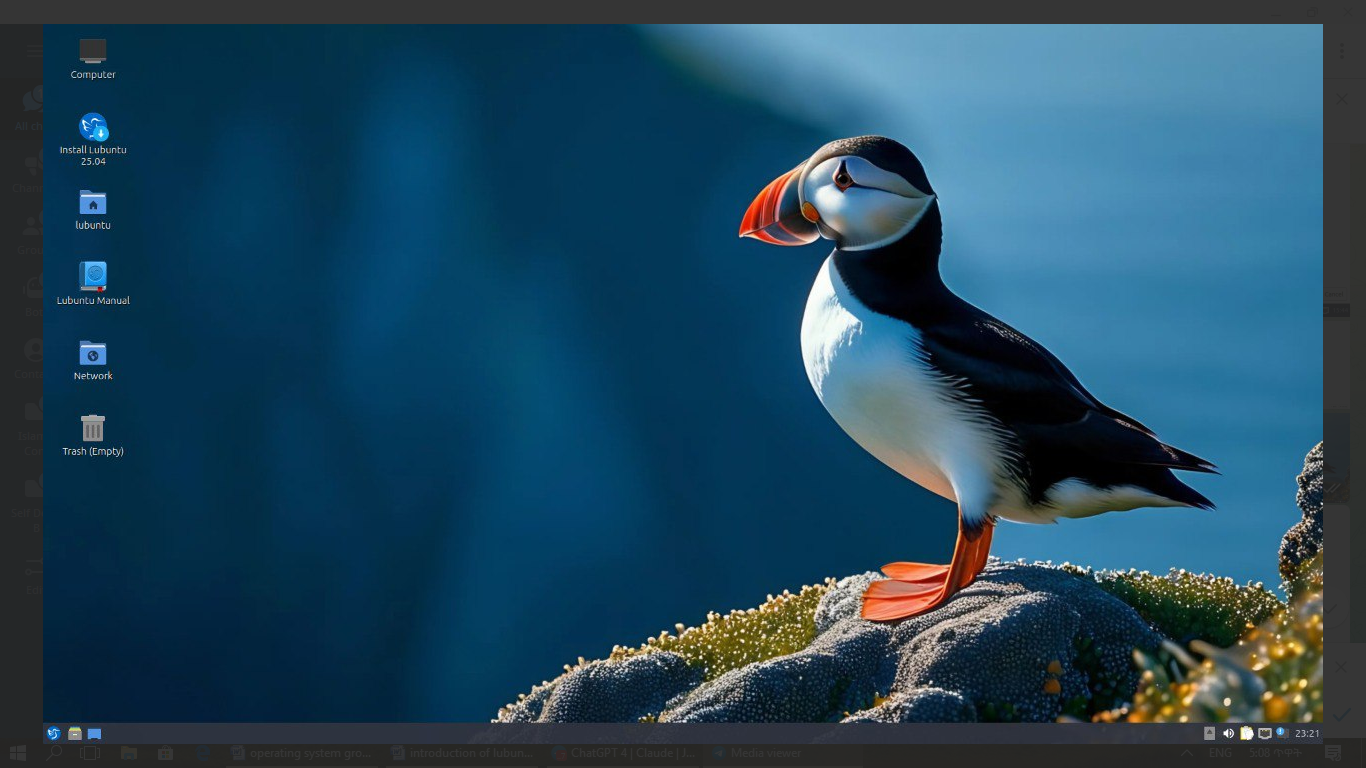 Computer
Install Lubuntu
25.04
lubuntu
Lubuntu Manual
Network
Trash (Empty)
23:21
operating system gro...
introduction of lubun...
ChatGPT 4 | Claude | J...
Media viewer
ENG